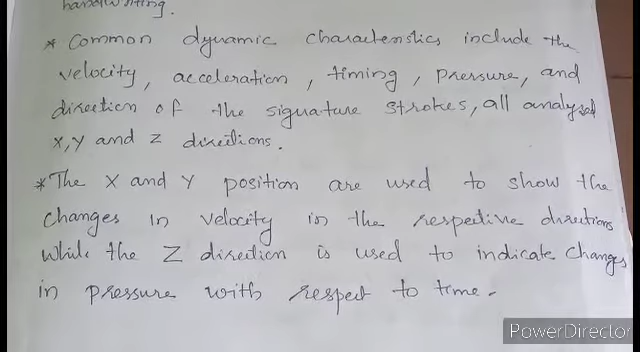 handwriting.
* Common dynamic characteristics include the
velocity, acceleration, timing, pressure, and
direction of the signature strokes, all analyzed
X, Y and Z directions.
* The X and Y position are used to show the
changes in velocity in the respective directions
while the Z direction is used to indicate changes
in pressure with respect to time.
PowerDirector